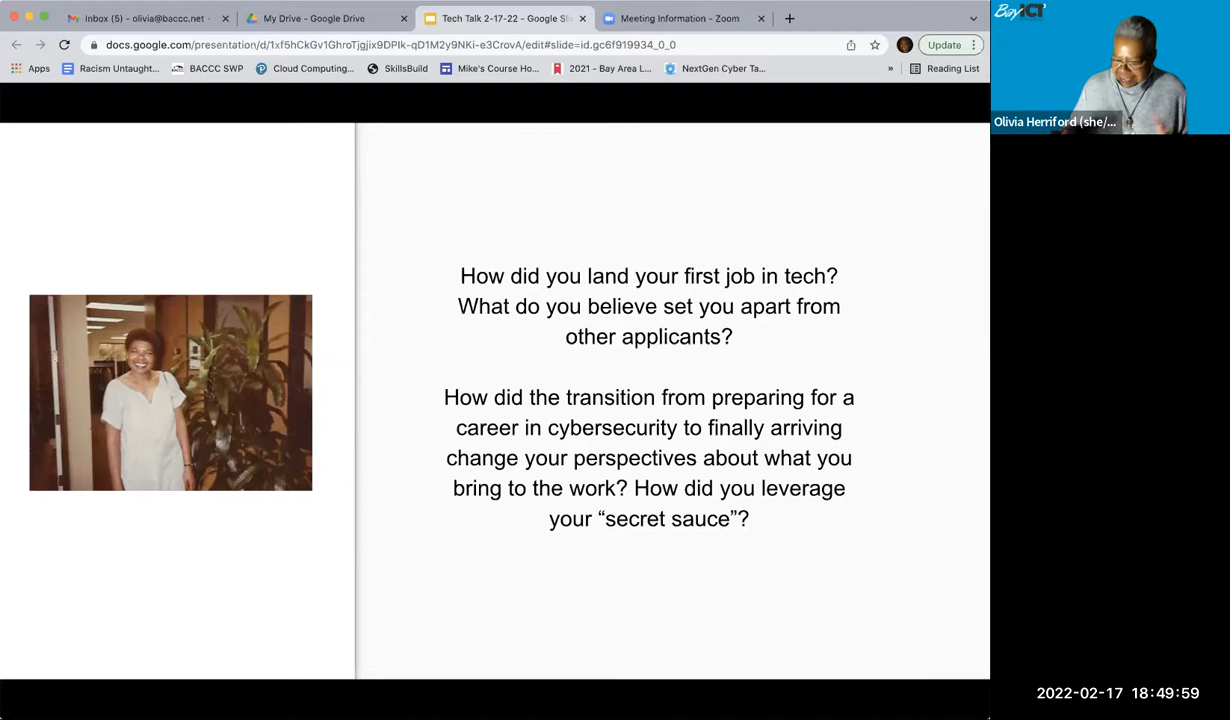 Inbox (5) - olivia@baccc.net -
My Drive - Google Drive
Tech Talk 2-17-22 - Google Sli
Meeting Information - Zoom
docs.google.com/presentation/d/1xf5hCkGv1GhroTjgjix9DPIk-qD1M2y9NKi-e3CrovA/edit#slide=id.gc6f919934_0_0
Update
Apps
Racism Untaught...
BACCC SWP
Cloud Computing...
SkillsBuild
Mike's Course Ho...
2021 - Bay Area L...
NextGen Cyber Ta...
»
Reading List
BayICT
Olivia Herriford (she/...
How did you land your first job in tech?
What do you believe set you apart from
other applicants?
How did the transition from preparing for a
career in cybersecurity to finally arriving
change your perspectives about what you
bring to the work? How did you leverage
your “secret sauce”?
2022-02-17 18:49:59